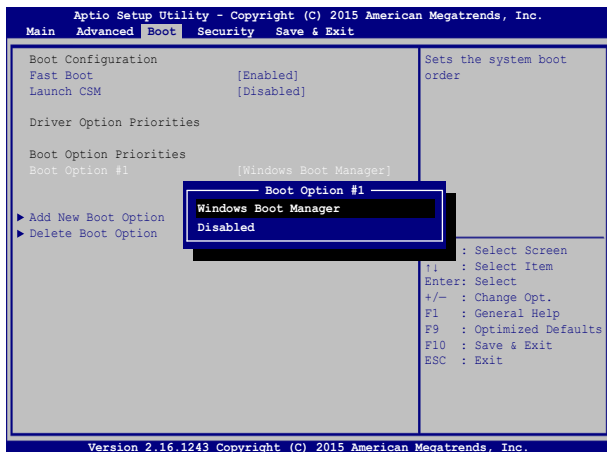 Aptio Setup Utility - Copyright (C) 2015 American Megatrends, Inc.
Main Advanced Boot Security Save & Exit
Boot Configuration
Fast Boot [Enabled]
Launch CSM [Disabled]
Driver Option Priorities
Boot Option Priorities
Boot Option #1 [Windows Boot Manager]
Add New Boot Option
Delete Boot Option
Boot Option #1
Windows Boot Manager
Disabled
Sets the system boot
order
: Select Screen
↑↓ : Select Item
Enter: Select
+/— : Change Opt.
F1 : General Help
F9 : Optimized Defaults
F10 : Save & Exit
ESC : Exit
Version 2.16.1243 Copyright (C) 2015 American Megatrends, Inc.